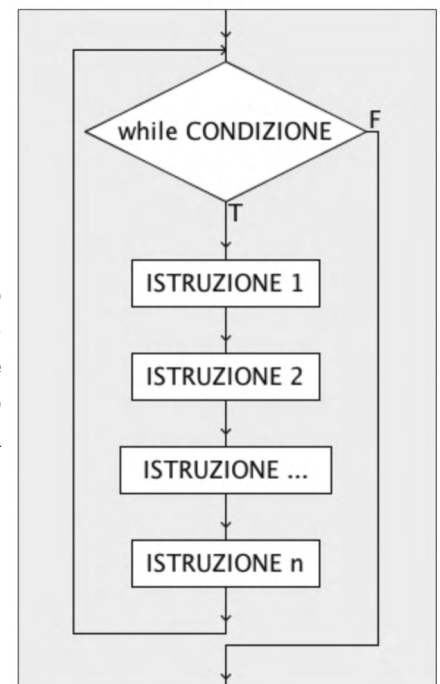 while CONDIZIONE
F
T
ISTRUZIONE 1
ISTRUZIONE 2
ISTRUZIONE ...
ISTRUZIONE n